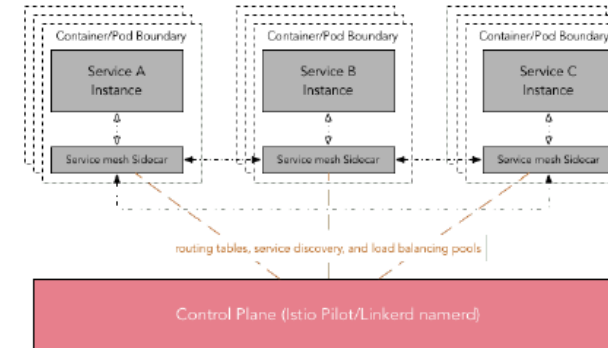 Container/Pod Boundary
Container/Pod Boundary
Container/Pod Boundary
Service A
Instance
Service B
Instance
Service C
Instance
Service mesh Sidecar
Service mesh Sidecar
Service mesh Sidecar
routing tables, service discovery, and load balancing pools
Control Plane (Istio Pilot/Linkerd namerd)